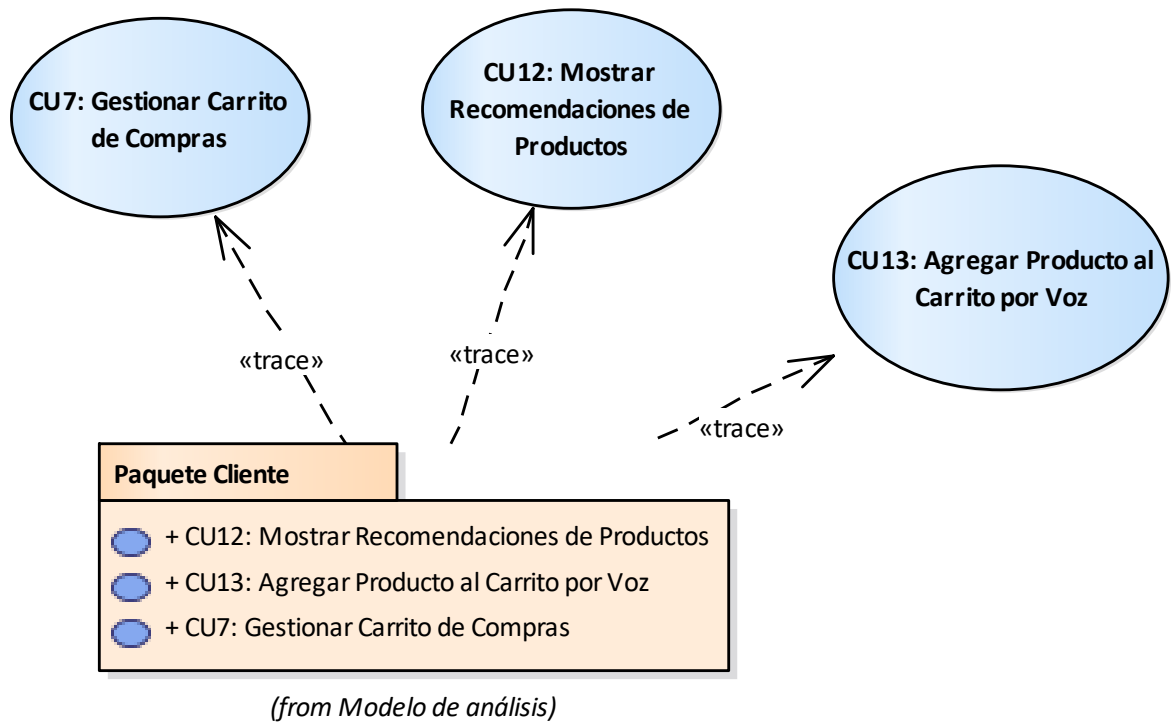 CU7: Gestionar Carrito
de Compras
CU12: Mostrar
Recomendaciones de
Productos
CU13: Agregar Producto al
Carrito por Voz
«trace»
«trace»
«trace»
Paquete Cliente
+ CU12: Mostrar Recomendaciones de Productos
+ CU13: Agregar Producto al Carrito por Voz
+ CU7: Gestionar Carrito de Compras
(from Modelo de análisis)